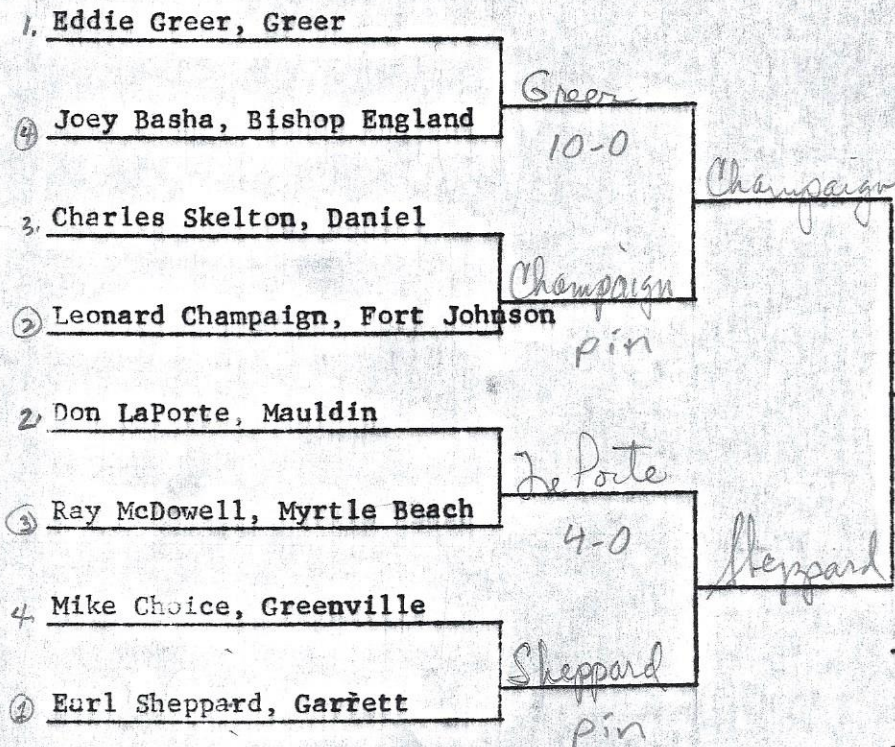 1. Eddie Greer, Greer
Greer
④ Joey Basha, Bishop England
10-0
Champaign
3. Charles Skelton, Daniel
Champaign
② Leonard Champaign, Fort Johnson
pin
2. Don LaPorte, Mauldin
LePorte
③ Ray McDowell, Myrtle Beach
4-0
Sheppard
4. Mike Choice, Greenville
Sheppard
① Earl Sheppard, Garrett
pin